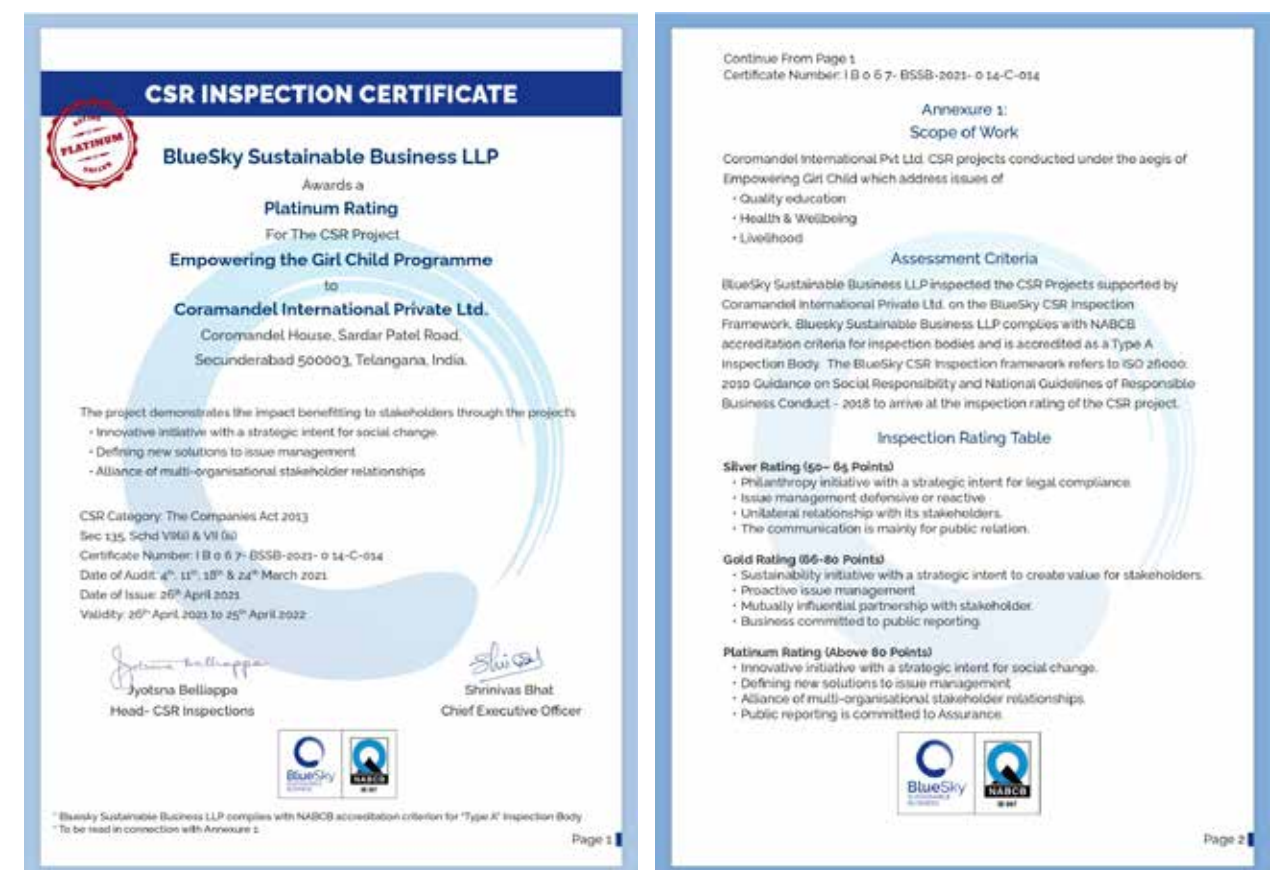 CSR INSPECTION CERTIFICATE
PLATINUM
BlueSky Sustainable Business LLP
Awards a
Platinum Rating
For The CSR Project
Empowering the Girl Child Programme
to
Coramandel International Private Ltd.
Coromandel House, Sardar Patel Road,
Secunderabad 500003, Telangana, India.
The project demonstrates the impact benefitting to stakeholders through the project's
• Innovative initiative with a strategic intent for social change.
• Defining new solutions to issue management
• Alliance of multi-organisational stakeholder relationships
CSR Category: The Companies Act 2013
Sec 135, Schd VII(i) & VII (ii)
Certificate Number: I B 0 6 7- BSSB-2021- 0 14-C-014
Date of Audit: 4th, 11th, 18th & 24th March 2021
Date of Issue: 26th April 2021
Validity: 26th April 2021 to 25th April 2022
Jyotsna Belliappa
Head- CSR Inspections
Shrinivas Bhat
Chief Executive Officer
BlueSky
SUSTAINABLE
BUSINESS
NABCB
* Bluesky Sustainable Business LLP complies with NABCB accreditation criterion for "Type A" Inspection Body
* To be read in connection with Annexure 1
Page 1
Continue From Page 1
Certificate Number: I B 0 6 7- BSSB-2021- 0 14-C-014
Annexure 1:
Scope of Work
Coromandel International Pvt Ltd. CSR projects conducted under the aegis of
Empowering Girl Child which address issues of
• Quality education
• Health & Wellbeing
• Livelihood
Assessment Criteria
BlueSky Sustainable Business LLP inspected the CSR Projects supported by
Coramandel International Private Ltd. on the BlueSky CSR Inspection
Framework. Bluesky Sustainable Business LLP complies with NABCB
accreditation criteria for inspection bodies and is accredited as a Type A
Inspection Body. The BlueSky CSR Inspection framework refers to ISO 26000:
2010 Guidance on Social Responsibility and National Guidelines of Responsible
Business Conduct - 2018 to arrive at the inspection rating of the CSR project.
Inspection Rating Table
Silver Rating (50– 65 Points)
• Philanthropy initiative with a strategic intent for legal compliance.
• Issue management defensive or reactive
• Unilateral relationship with its stakeholders.
• The communication is mainly for public relation.
Gold Rating (66-80 Points)
• Sustainability initiative with a strategic intent to create value for stakeholders.
• Proactive issue management
• Mutually influential partnership with stakeholder.
• Business committed to public reporting.
Platinum Rating (Above 80 Points)
• Innovative initiative with a strategic intent for social change.
• Defining new solutions to issue management
• Alliance of multi-organisational stakeholder relationships.
• Public reporting is committed to Assurance.
BlueSky
SUSTAINABLE
BUSINESS
NABCB
Page 2